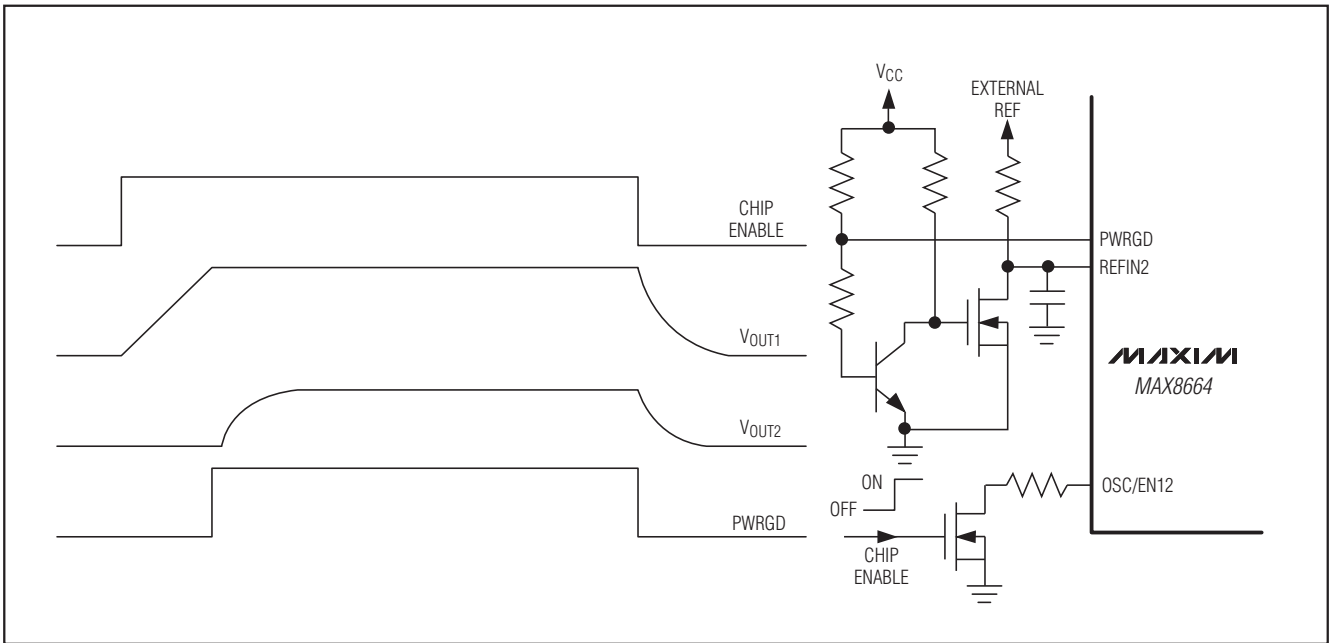 CHIP
ENABLE
VOUT1
VOUT2
PWRGD
VCC
EXTERNAL
REF
PWRGD
REFIN2
MAXIM
MAX8664
ON
OFF
OSC/EN12
CHIP
ENABLE